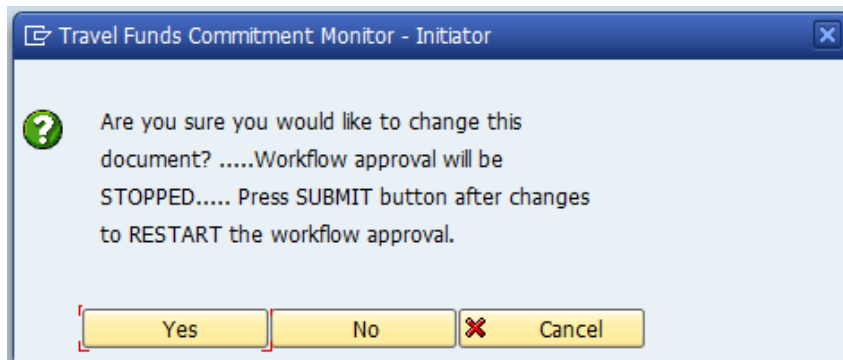 Travel Funds Commitment Monitor - Initiator
Are you sure you would like to change this
document? .....Workflow approval will be
STOPPED..... Press SUBMIT button after changes
to RESTART the workflow approval.
Yes No Cancel